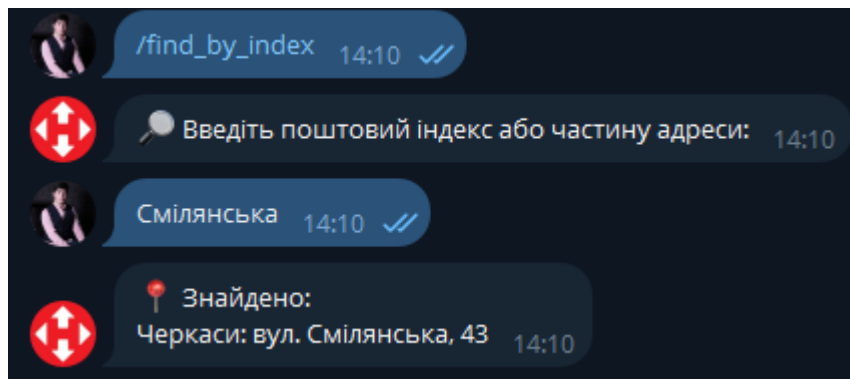 /find_by_index 14:10
🔎 Введіть поштовий індекс або частину адреси: 14:10
Смілянська 14:10
📍 Знайдено:
Черкаси: вул. Смілянська, 43 14:10